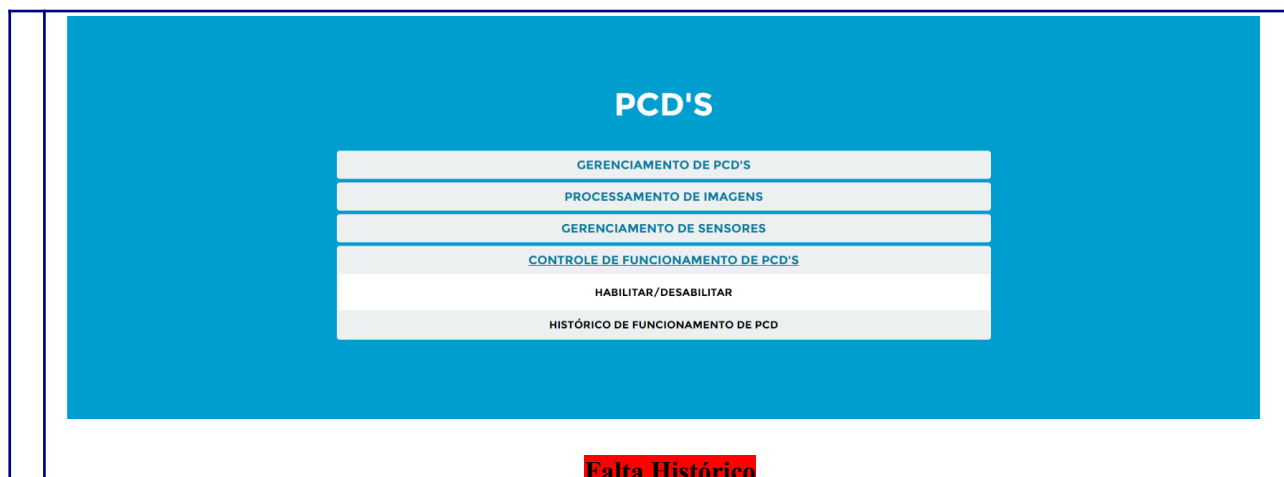 PCD'S
GERENCIAMENTO DE PCD'S
PROCESSAMENTO DE IMAGENS
GERENCIAMENTO DE SENSORES
CONTROLE DE FUNCIONAMENTO DE PCD'S
HABILITAR/DESABILITAR
HISTÓRICO DE FUNCIONAMENTO DE PCD
Falta Histórico